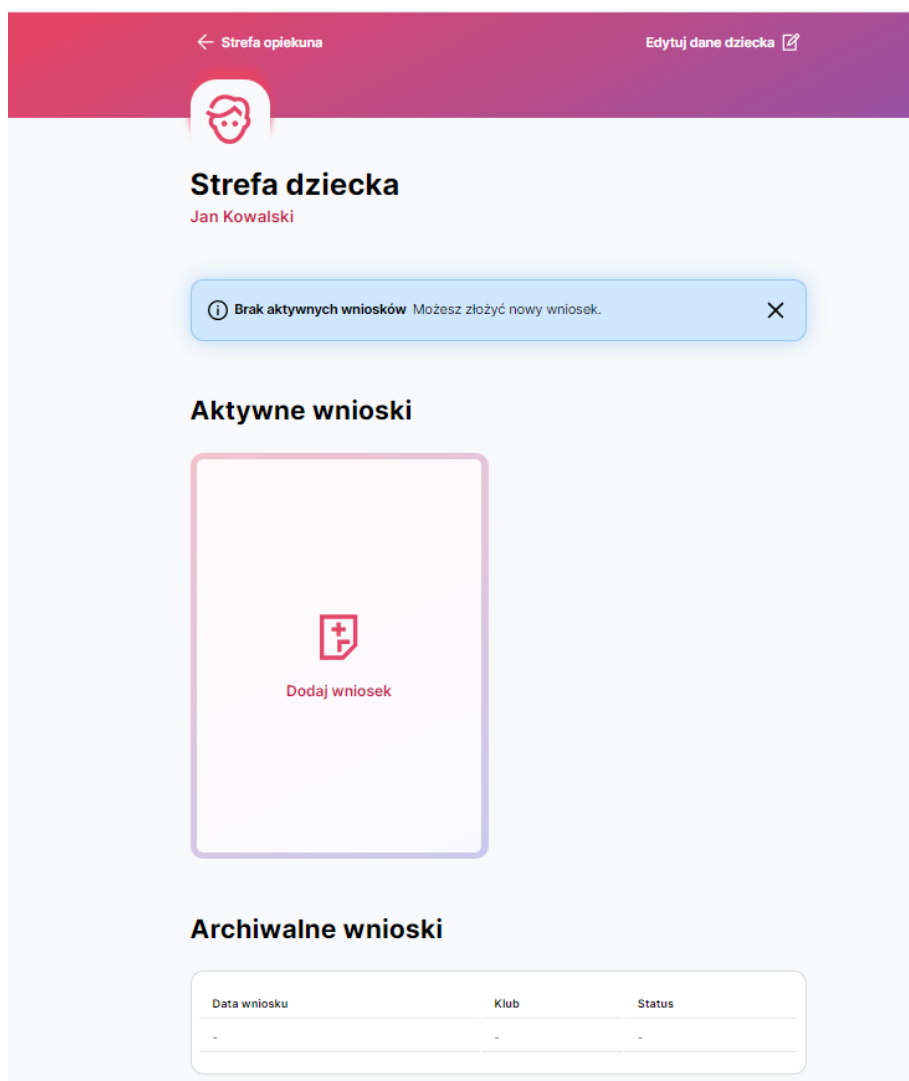 Strefa opiekuna
Edytuj dane dziecka
Strefa dziecka
Jan Kowalski
Brak aktywnych wniosków Możesz złożyć nowy wniosek.
Aktywne wnioski
Dodaj wniosek
Archiwalne wnioski
Data wniosku Klub Status
- - -